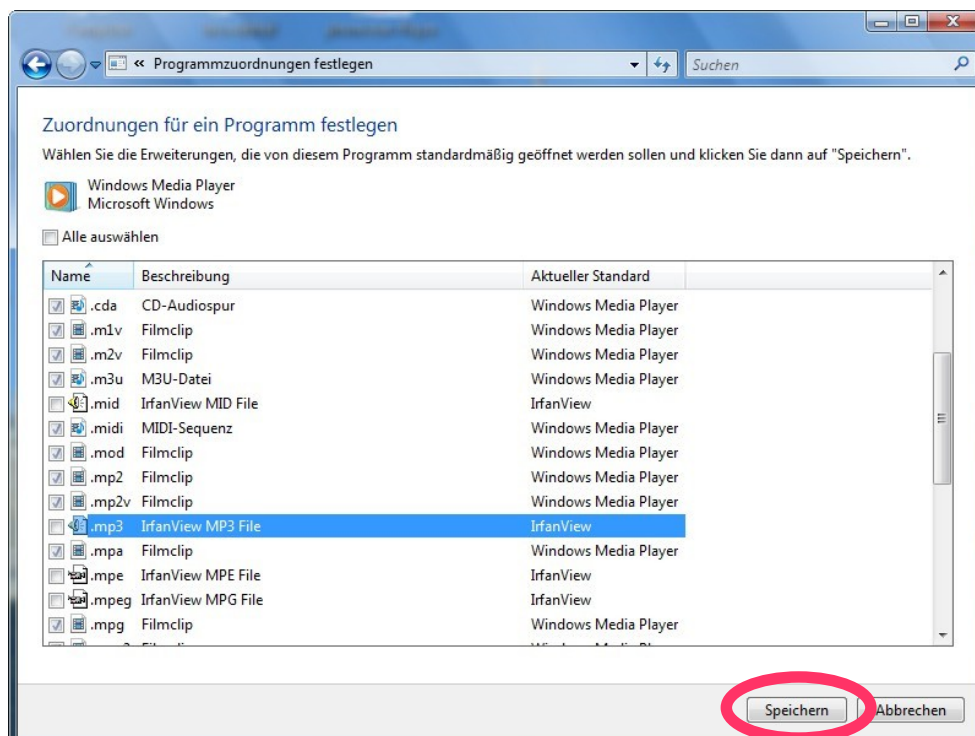 « Programmzuordnungen festlegen
Suchen
Zuordnungen für ein Programm festlegen
Wählen Sie die Erweiterungen, die von diesem Programm standardmäßig geöffnet werden sollen und klicken Sie dann auf "Speichern".
Windows Media Player
Microsoft Windows
Alle auswählen
Name Beschreibung Aktueller Standard
.cda CD-Audiospur Windows Media Player
.m1v Filmclip Windows Media Player
.m2v Filmclip Windows Media Player
.m3u M3U-Datei Windows Media Player
.mid IrfanView MID File IrfanView
.midi MIDI-Sequenz Windows Media Player
.mod Filmclip Windows Media Player
.mp2 Filmclip Windows Media Player
.mp2v Filmclip Windows Media Player
.mp3 IrfanView MP3 File IrfanView
.mpa Filmclip Windows Media Player
.mpe IrfanView MPE File IrfanView
.mpeg IrfanView MPG File IrfanView
.mpg Filmclip Windows Media Player
Speichern Abbrechen